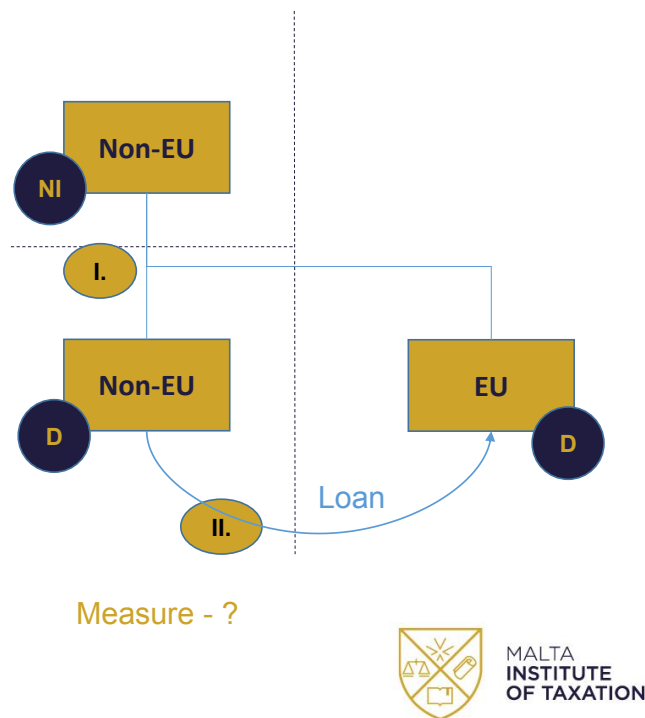 Non-EU
NI
I.
Non-EU
EU
D
D
Loan
II.
Measure - ?
MALTA
INSTITUTE
OF TAXATION